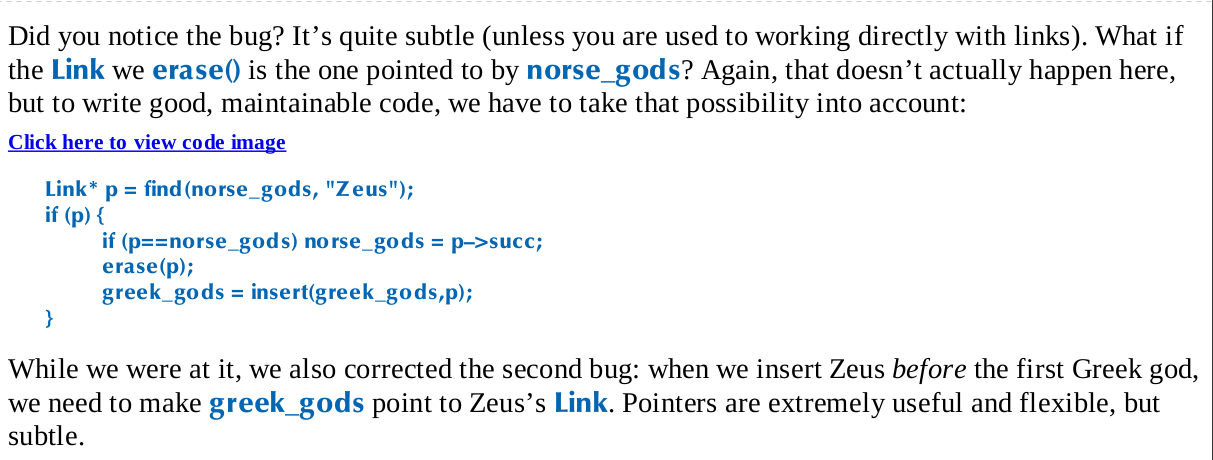 Did you notice the bug? It’s quite subtle (unless you are used to working directly with links). What if
the Link we erase() is the one pointed to by norse_gods? Again, that doesn’t actually happen here,
but to write good, maintainable code, we have to take that possibility into account:
Click here to view code image
Link* p = find(norse_gods, "Zeus");
if (p) {
if (p==norse_gods) norse_gods = p–>succ;
erase(p);
greek_gods = insert(greek_gods,p);
}
While we were at it, we also corrected the second bug: when we insert Zeus before the first Greek god,
we need to make greek_gods point to Zeus’s Link. Pointers are extremely useful and flexible, but
subtle.